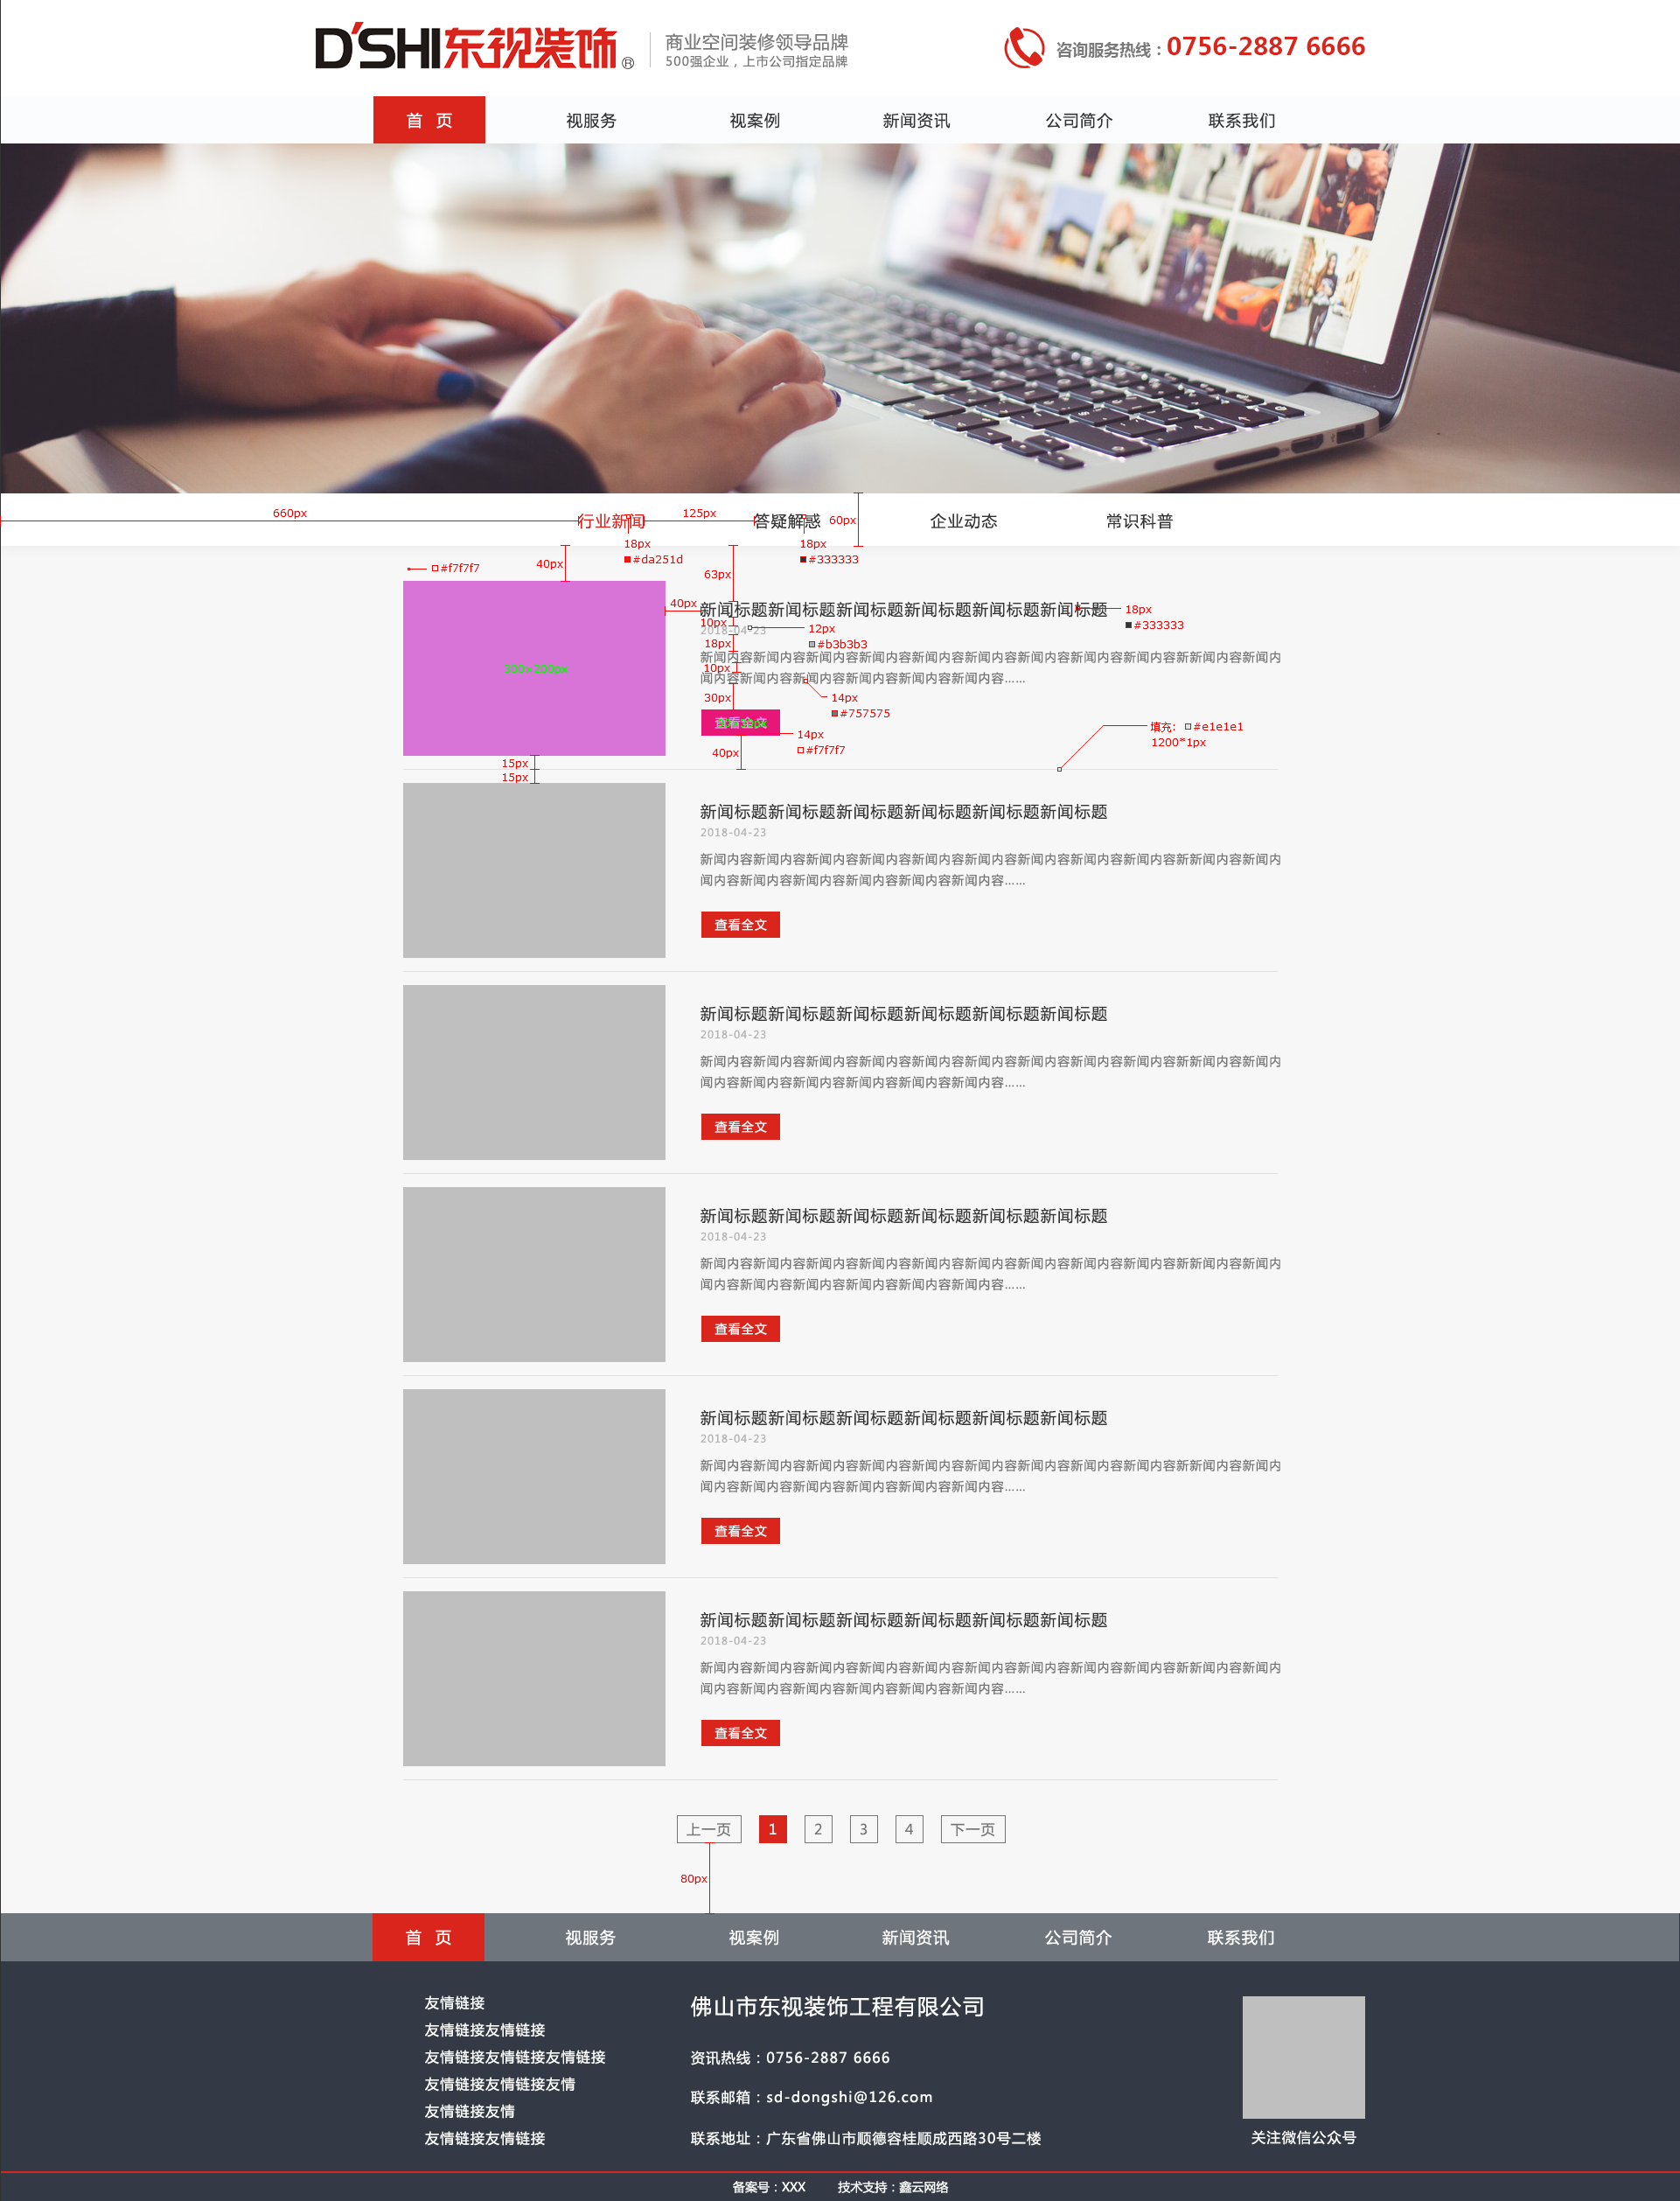 D'SHI东视装饰®
商业空间装修领导品牌
500强企业，上市公司指定品牌
咨询服务热线：0756-2887 6666
首 页 视服务 视案例 新闻资讯 公司简介 联系我们
660px 行业新闻 125px 答疑解惑 60px 企业动态 常识科普
18px #da251d
18px #333333
#f7f7f7
40px
63px
40px
新闻标题新闻标题新闻标题新闻标题新闻标题新闻标题
18px
#333333
10px
2018-04-23
12px
#b3b3b3
18px
新闻内容新闻内容新闻内容新闻内容新闻内容新闻内容新闻内容新闻内容新闻内容新新闻内容新闻内
10px
闻内容新闻内容新闻内容新闻内容新闻内容新闻内容......
300×200px
30px
14px
#757575
查看全文
14px
#f7f7f7
填充: #e1e1e1
1200*1px
40px
15px
15px
新闻标题新闻标题新闻标题新闻标题新闻标题新闻标题
2018-04-23
新闻内容新闻内容新闻内容新闻内容新闻内容新闻内容新闻内容新闻内容新闻内容新新闻内容新闻内
闻内容新闻内容新闻内容新闻内容新闻内容新闻内容......
查看全文
新闻标题新闻标题新闻标题新闻标题新闻标题新闻标题
2018-04-23
新闻内容新闻内容新闻内容新闻内容新闻内容新闻内容新闻内容新闻内容新闻内容新新闻内容新闻内
闻内容新闻内容新闻内容新闻内容新闻内容新闻内容......
查看全文
新闻标题新闻标题新闻标题新闻标题新闻标题新闻标题
2018-04-23
新闻内容新闻内容新闻内容新闻内容新闻内容新闻内容新闻内容新闻内容新闻内容新新闻内容新闻内
闻内容新闻内容新闻内容新闻内容新闻内容新闻内容......
查看全文
新闻标题新闻标题新闻标题新闻标题新闻标题新闻标题
2018-04-23
新闻内容新闻内容新闻内容新闻内容新闻内容新闻内容新闻内容新闻内容新闻内容新新闻内容新闻内
闻内容新闻内容新闻内容新闻内容新闻内容新闻内容......
查看全文
新闻标题新闻标题新闻标题新闻标题新闻标题新闻标题
2018-04-23
新闻内容新闻内容新闻内容新闻内容新闻内容新闻内容新闻内容新闻内容新闻内容新新闻内容新闻内
闻内容新闻内容新闻内容新闻内容新闻内容新闻内容......
查看全文
上一页 1 2 3 4 下一页
80px
首 页 视服务 视案例 新闻资讯 公司简介 联系我们
友情链接
友情链接友情链接
友情链接友情链接友情链接
友情链接友情链接友情
友情链接友情
友情链接友情链接
佛山市东视装饰工程有限公司
资讯热线：0756-2887 6666
联系邮箱：sd-dongshi@126.com
联系地址：广东省佛山市顺德容桂顺成西路30号二楼
关注微信公众号
备案号：XXX 技术支持：鑫云网络